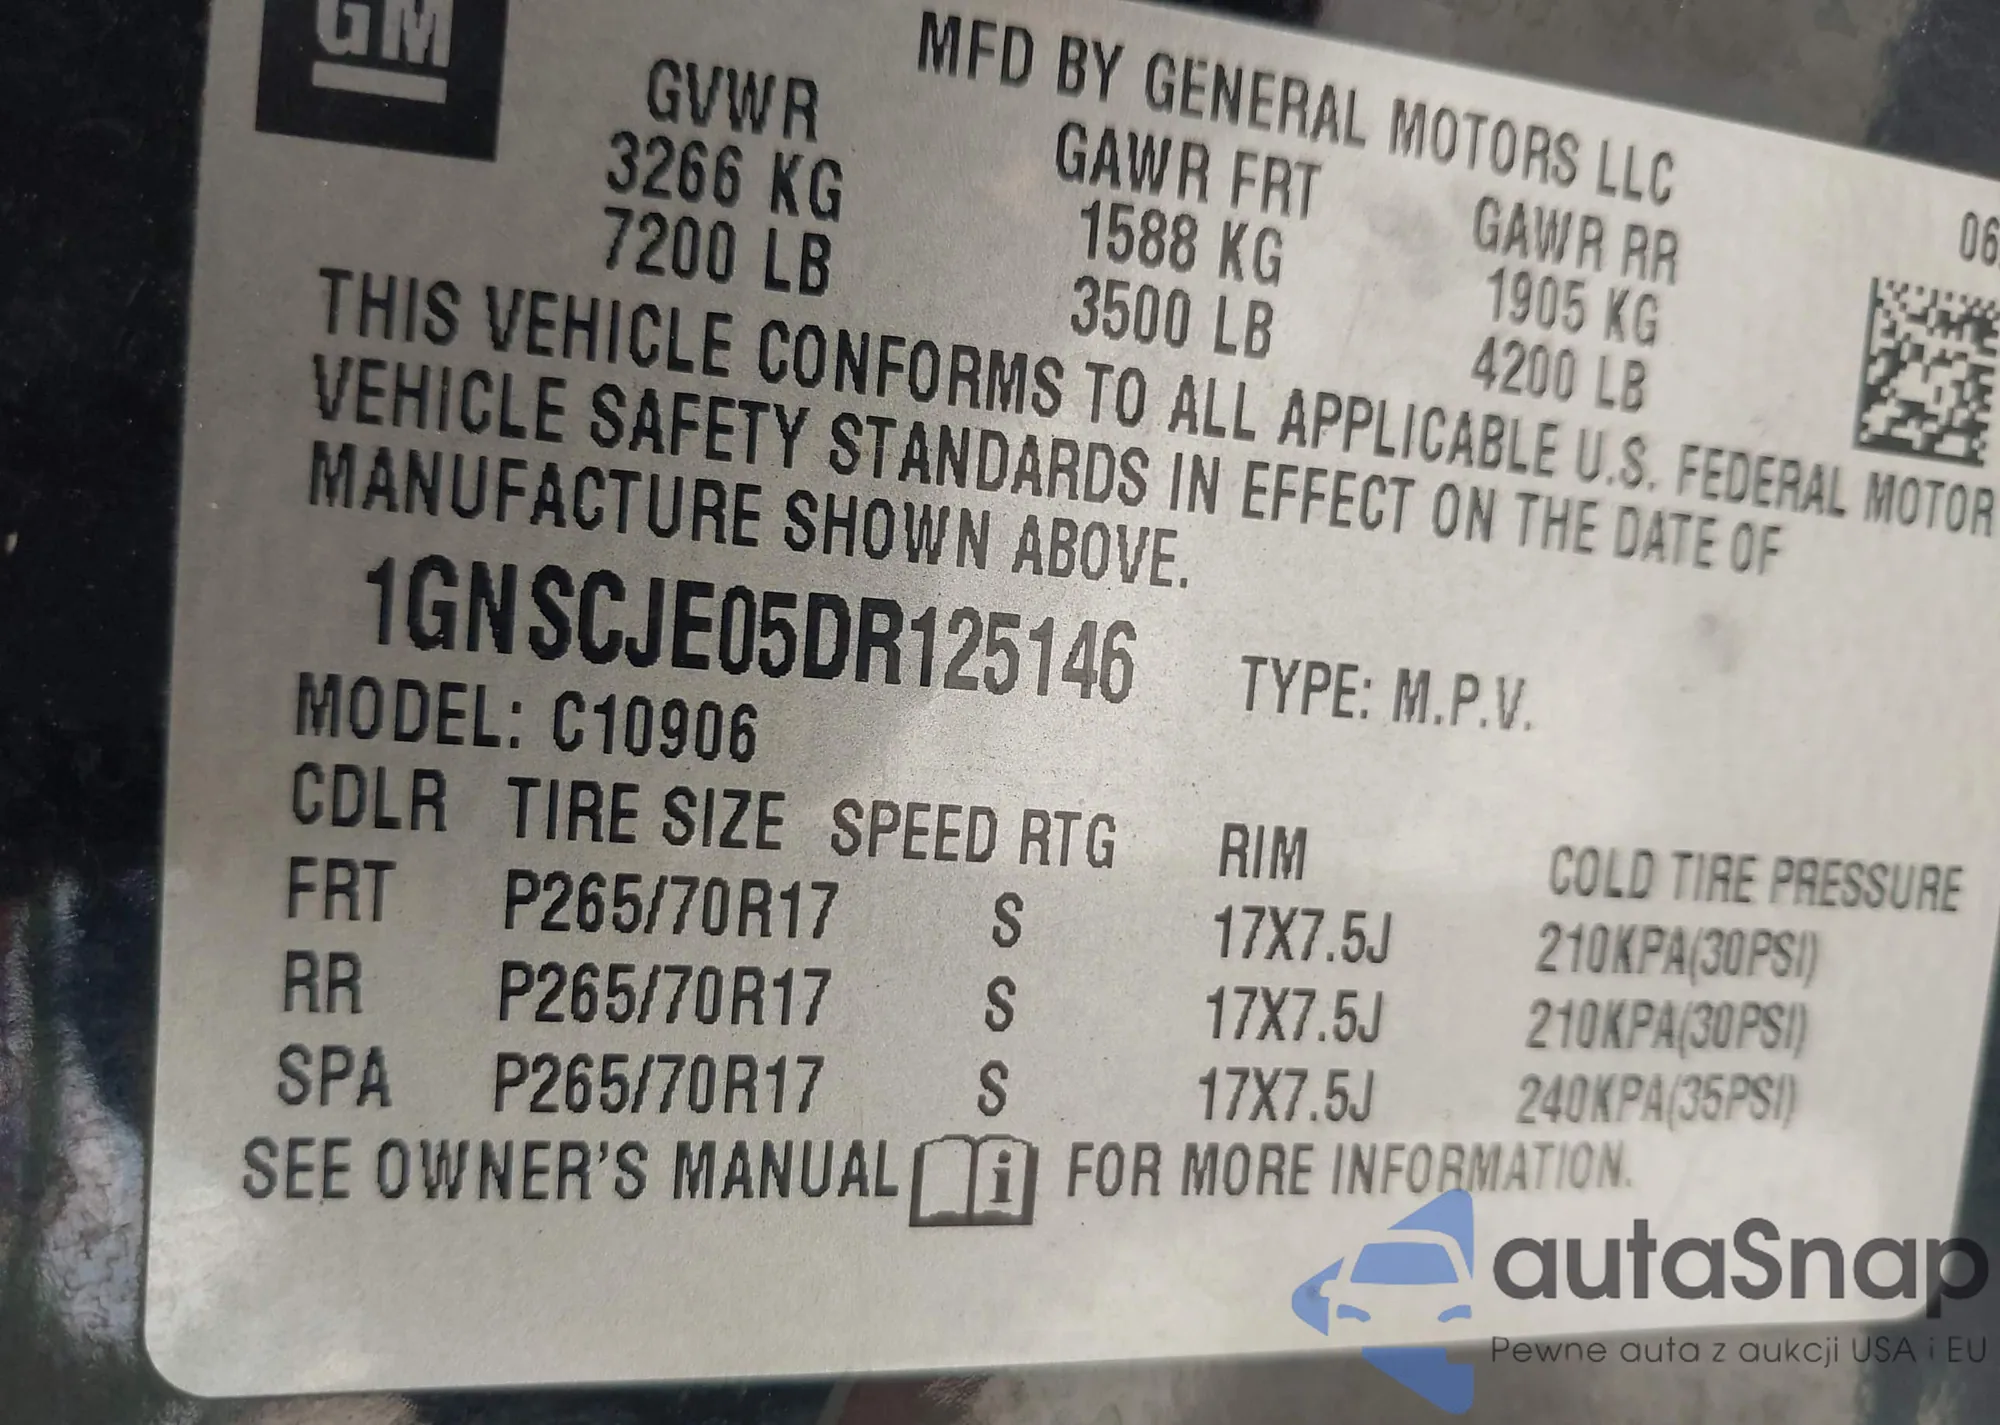 GM
MFD BY GENERAL MOTORS LLC
GVWR GAWR FRT GAWR RR 06
3266 KG 1588 KG 1905 KG
7200 LB 3500 LB 4200 LB
THIS VEHICLE CONFORMS TO ALL APPLICABLE U.S. FEDERAL MOTOR
VEHICLE SAFETY STANDARDS IN EFFECT ON THE DATE OF
MANUFACTURE SHOWN ABOVE.
1GNSCJE05DR125146 TYPE: M.P.V.
MODEL: C10906
CDLR TIRE SIZE SPEED RTG RIM COLD TIRE PRESSURE
FRT P265/70R17 S 17X7.5J 210KPA(30PSI)
RR P265/70R17 S 17X7.5J 210KPA(30PSI)
SPA P265/70R17 S 17X7.5J 240KPA(35PSI)
SEE OWNER'S MANUAL i FOR MORE INFORMATION.
autaSnap
Pewne auta z aukcji USA i EU